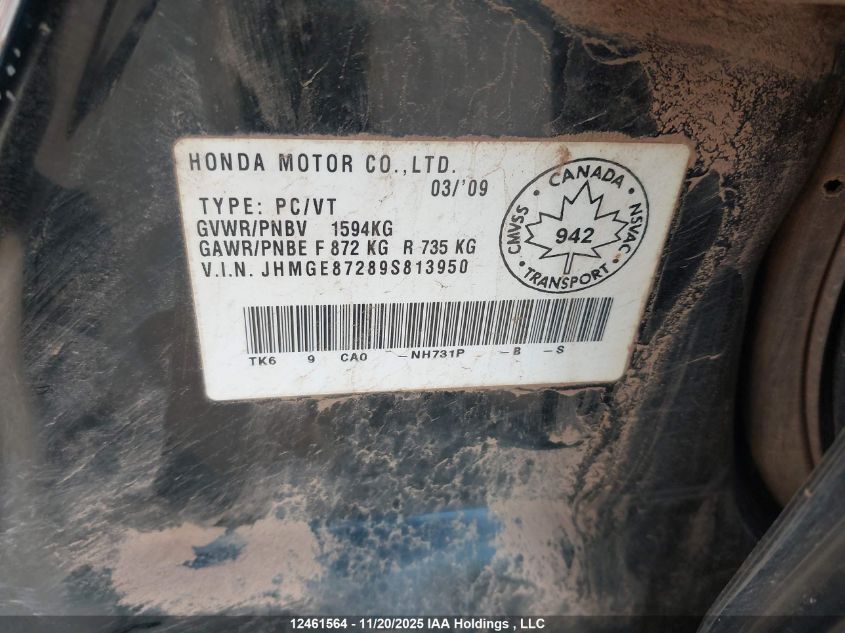 HONDA MOTOR CO.,LTD.
03/'09
TYPE: PC/VT
GVWR/PNBV 1594KG
GAWR/PNBE F 872 KG R 735 KG
V.I.N. JHMGE87289S813950
CANADA
CMVSS
NSVAC
942
TRANSPORT
TK6 9 CA0 -NH731P -B -S
12461564 - 11/20/2025 IAA Holdings , LLC